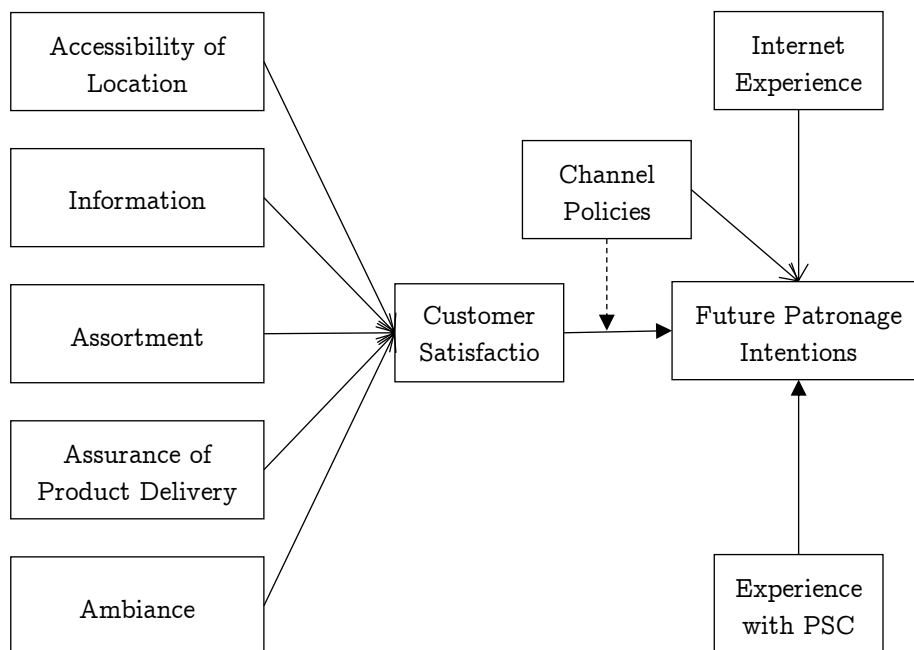 Accessibility of
Location
Information
Assortment
Assurance of
Product Delivery
Ambiance
Customer
Satisfactio
Channel
Policies
Internet
Experience
Future Patronage
Intentions
Experience
with PSC